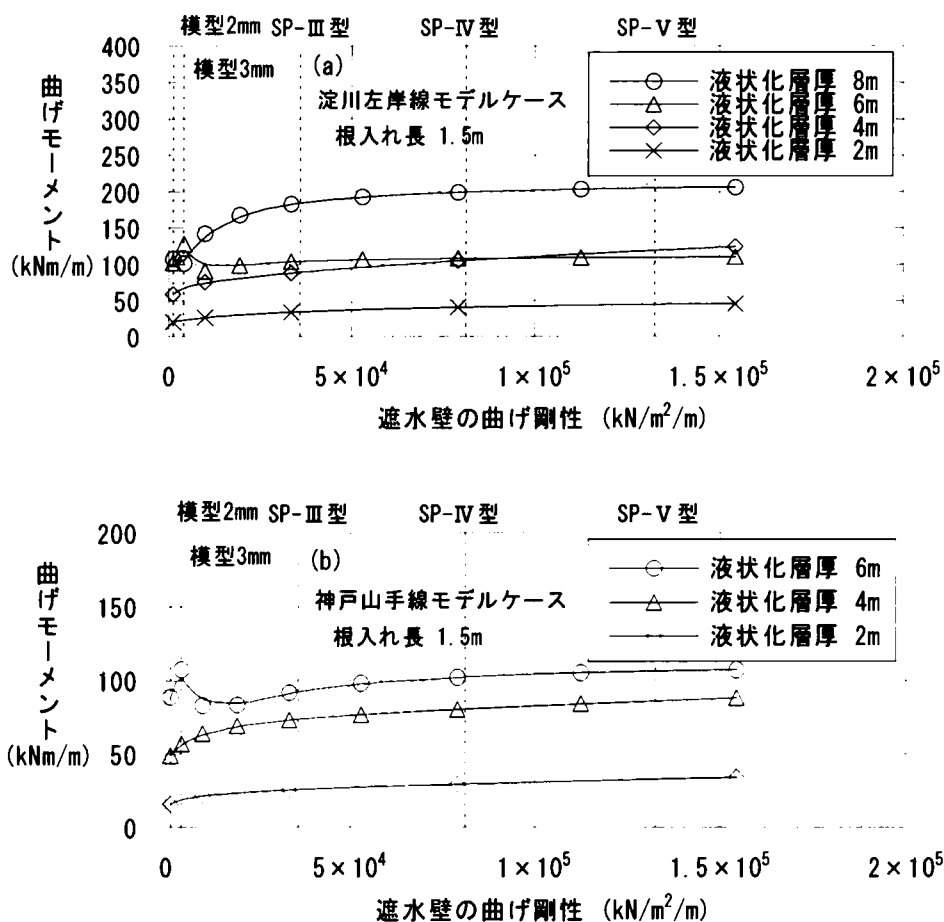 模型2mm SP-Ⅲ型 SP-Ⅳ型 SP-Ⅴ型
400
350
300
250
200
150
100
50
0
模型3mm (a)
淀川左岸線モデルケース
根入れ長 1.5m
液状化層厚 8m
液状化層厚 6m
液状化層厚 4m
液状化層厚 2m
曲げモーメント
(kNm/m)
0 5×10⁴ 1×10⁵ 1.5×10⁵ 2×10⁵
遮水壁の曲げ剛性 (kN/m²/m)
模型2mm SP-Ⅲ型 SP-Ⅳ型 SP-Ⅴ型
200
150
100
50
0
模型3mm (b)
神戸山手線モデルケース
根入れ長 1.5m
液状化層厚 6m
液状化層厚 4m
液状化層厚 2m
曲げモーメント
(kNm/m)
0 5×10⁴ 1×10⁵ 1.5×10⁵ 2×10⁵
遮水壁の曲げ剛性 (kN/m²/m)